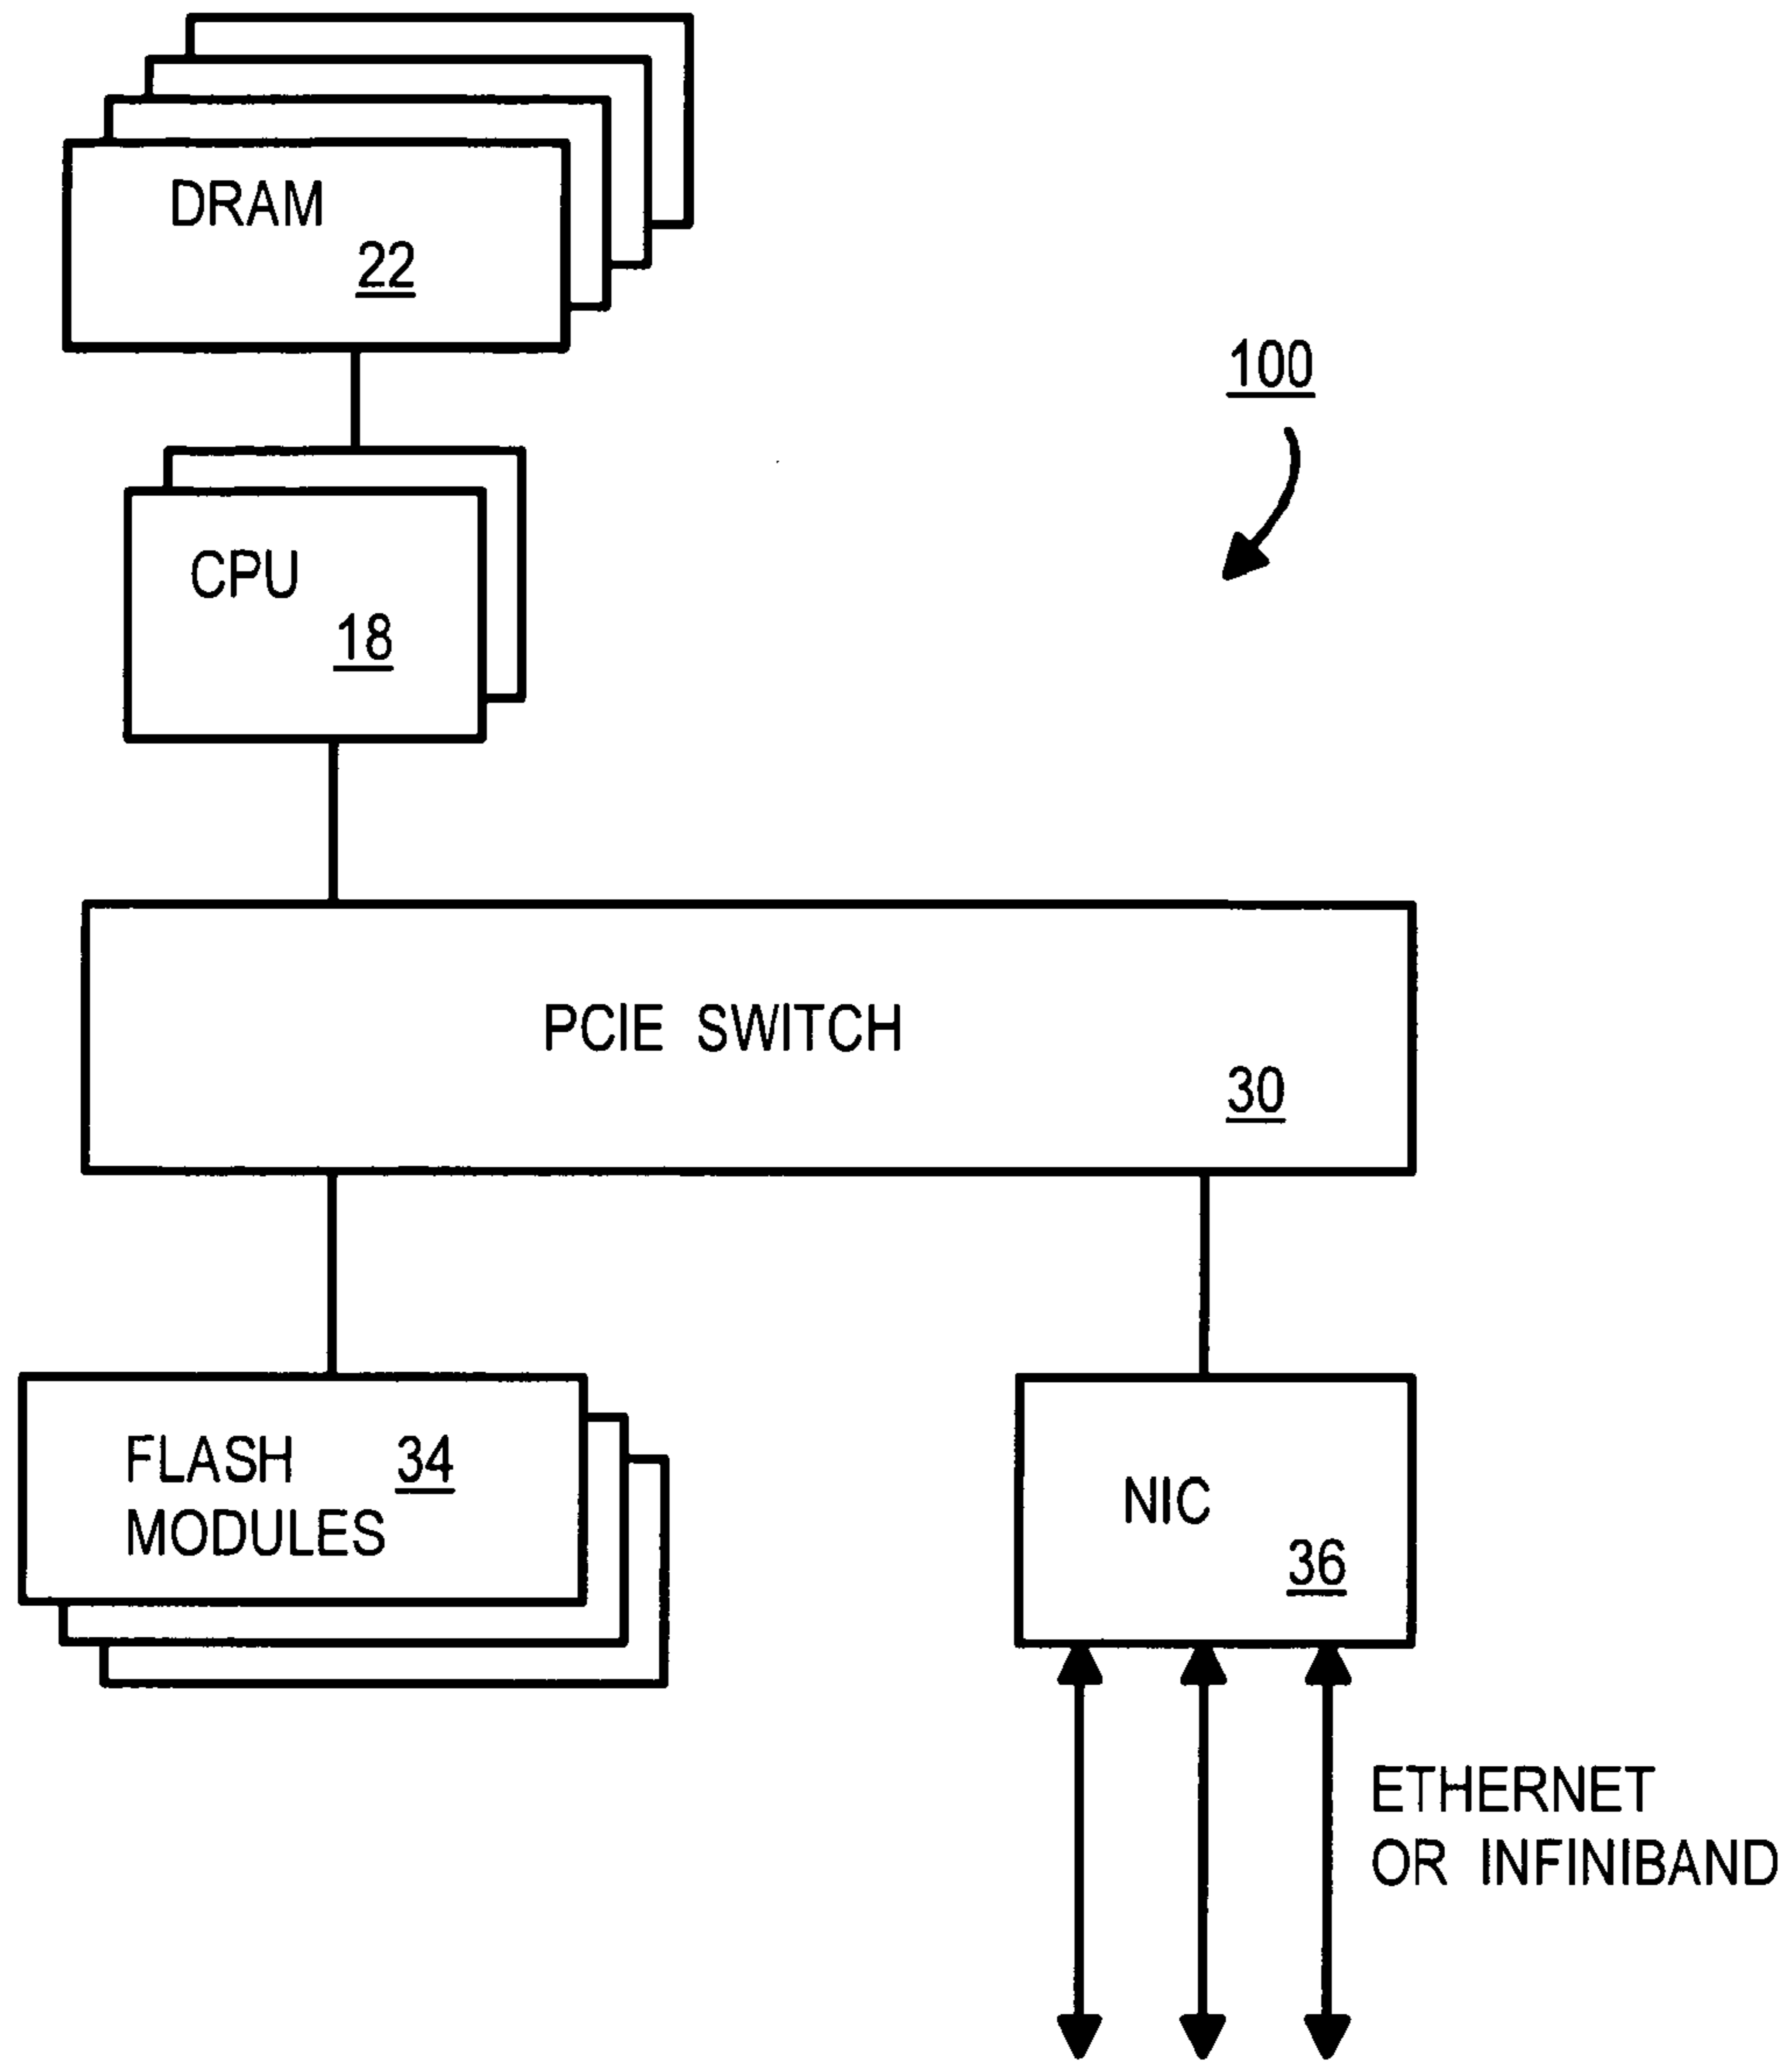 DRAM
22
100
CPU
18
PCIE SWITCH
30
FLASH 34
MODULES
NIC
36
ETHERNET
OR INFINIBAND